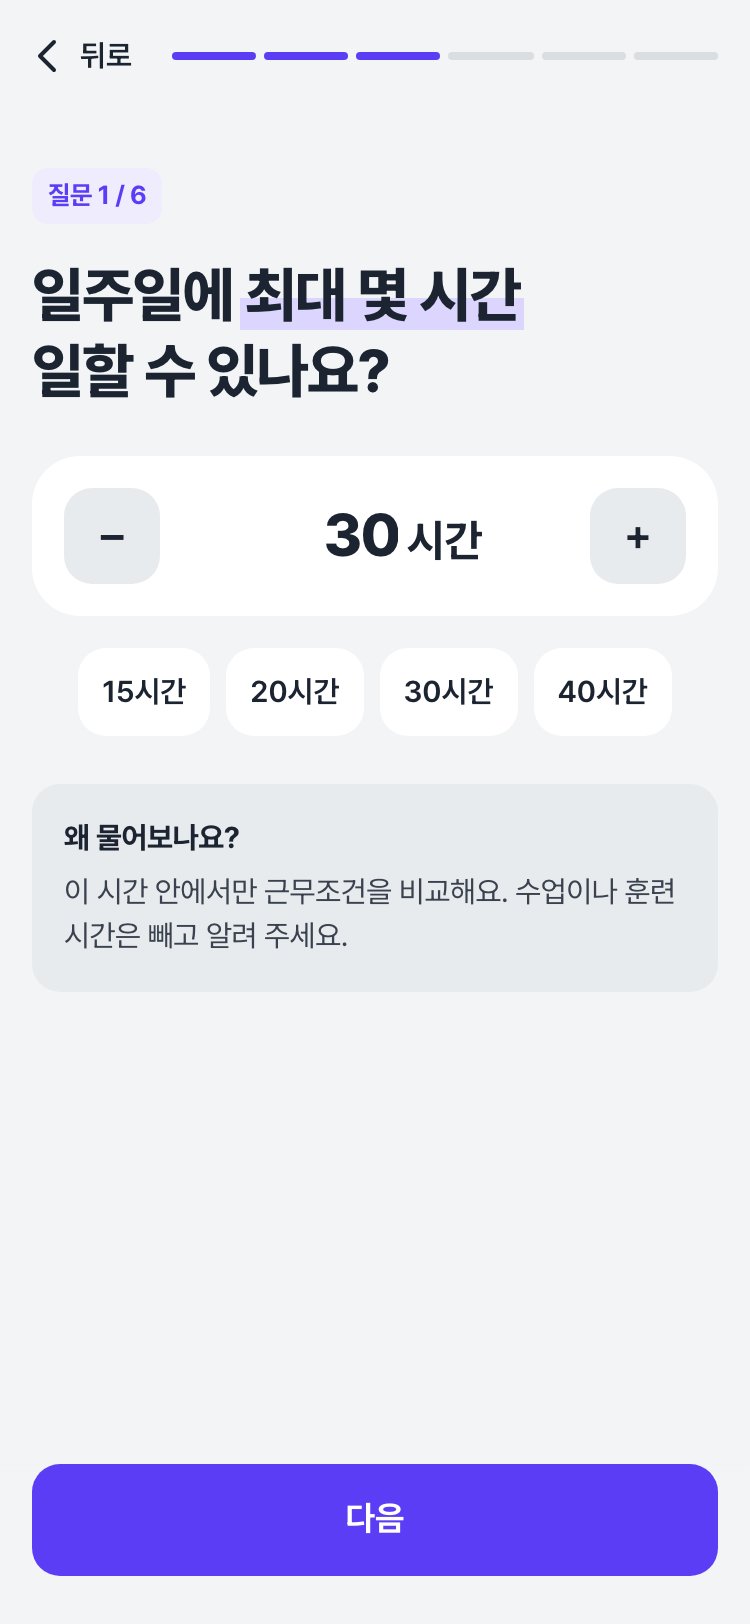 뒤로
질문 1 / 6
일주일에 최대 몇 시간
일할 수 있나요?
− 30 시간 +
15시간 20시간 30시간 40시간
왜 물어보나요?
이 시간 안에서만 근무조건을 비교해요. 수업이나 훈련
시간은 빼고 알려 주세요.
다음